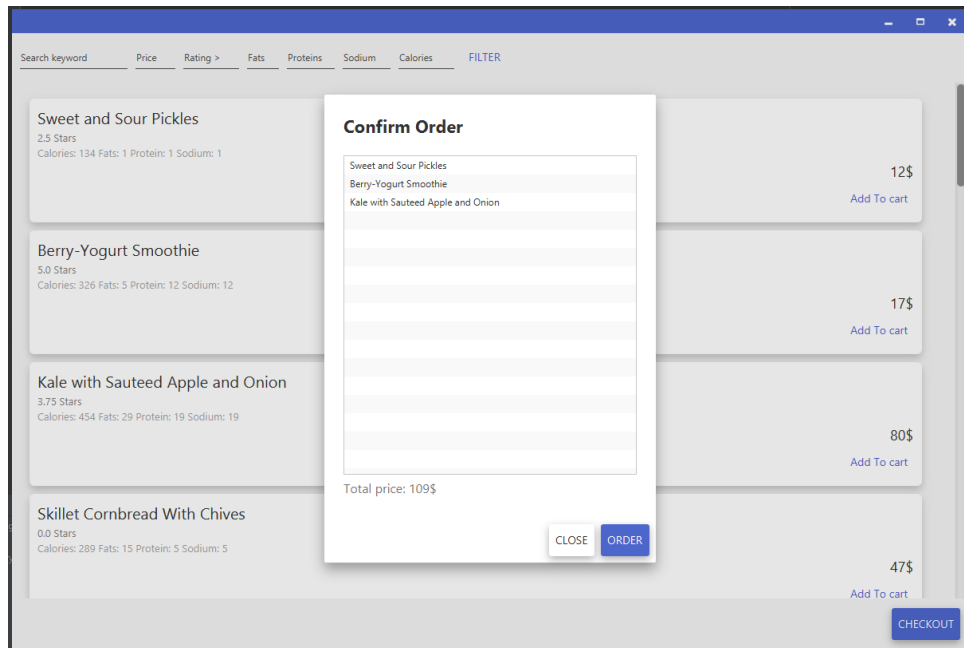 Search keyword Price Rating > Fats Proteins Sodium Calories FILTER
Sweet and Sour Pickles
2.5 Stars
Calories: 134 Fats: 1 Protein: 1 Sodium: 1
12$
Add To cart
Berry-Yogurt Smoothie
5.0 Stars
Calories: 326 Fats: 5 Protein: 12 Sodium: 12
17$
Add To cart
Kale with Sauteed Apple and Onion
3.75 Stars
Calories: 454 Fats: 29 Protein: 19 Sodium: 19
80$
Add To cart
Skillet Cornbread With Chives
0.0 Stars
Calories: 289 Fats: 15 Protein: 5 Sodium: 5
47$
Add To cart
Confirm Order
Sweet and Sour Pickles
Berry-Yogurt Smoothie
Kale with Sauteed Apple and Onion
Total price: 109$
CLOSE ORDER
CHECKOUT